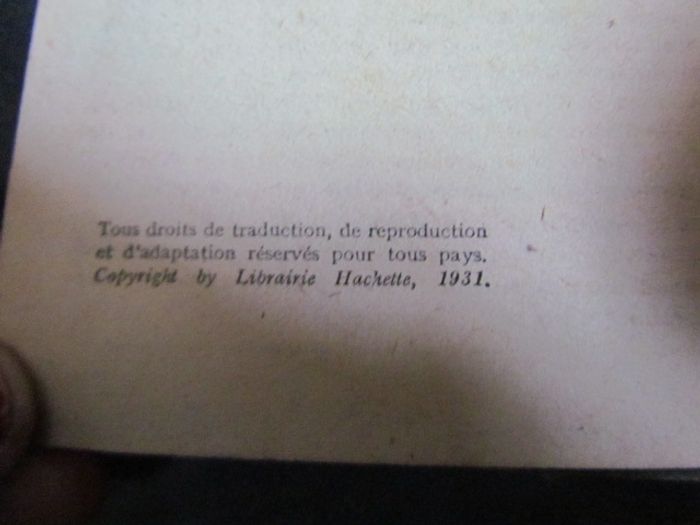 Tous droits de traduction, de reproduction
et d'adaptation réservés pour tous pays.
Copyright by Librairie Hachette, 1931.